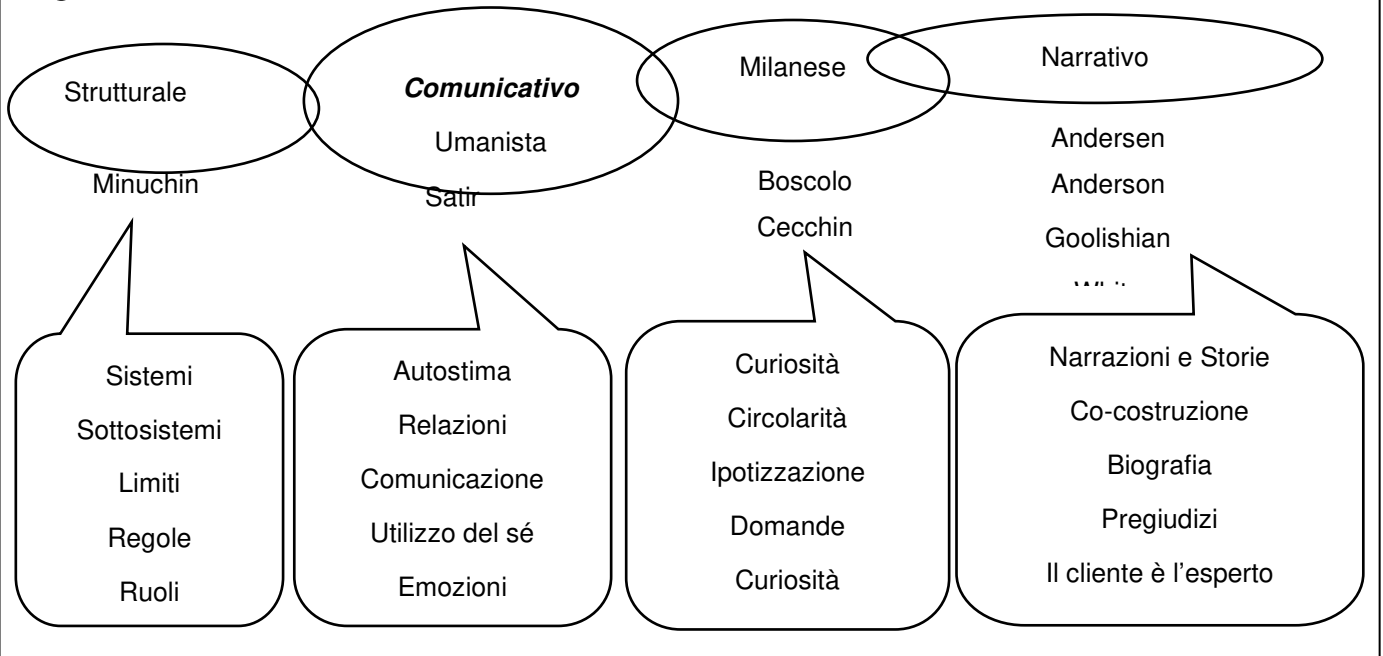 Strutturale
Minuchin
Comunicativo
Umanista
Satir
Milanese
Boscolo
Cecchin
Narrativo
Andersen
Anderson
Goolishian
Sistemi
Sottosistemi
Limiti
Regole
Ruoli
Autostima
Relazioni
Comunicazione
Utilizzo del sé
Emozioni
Curiosità
Circolarità
Ipotizzazione
Domande
Curiosità
Narrazioni e Storie
Co-costruzione
Biografia
Pregiudizi
Il cliente è l’esperto